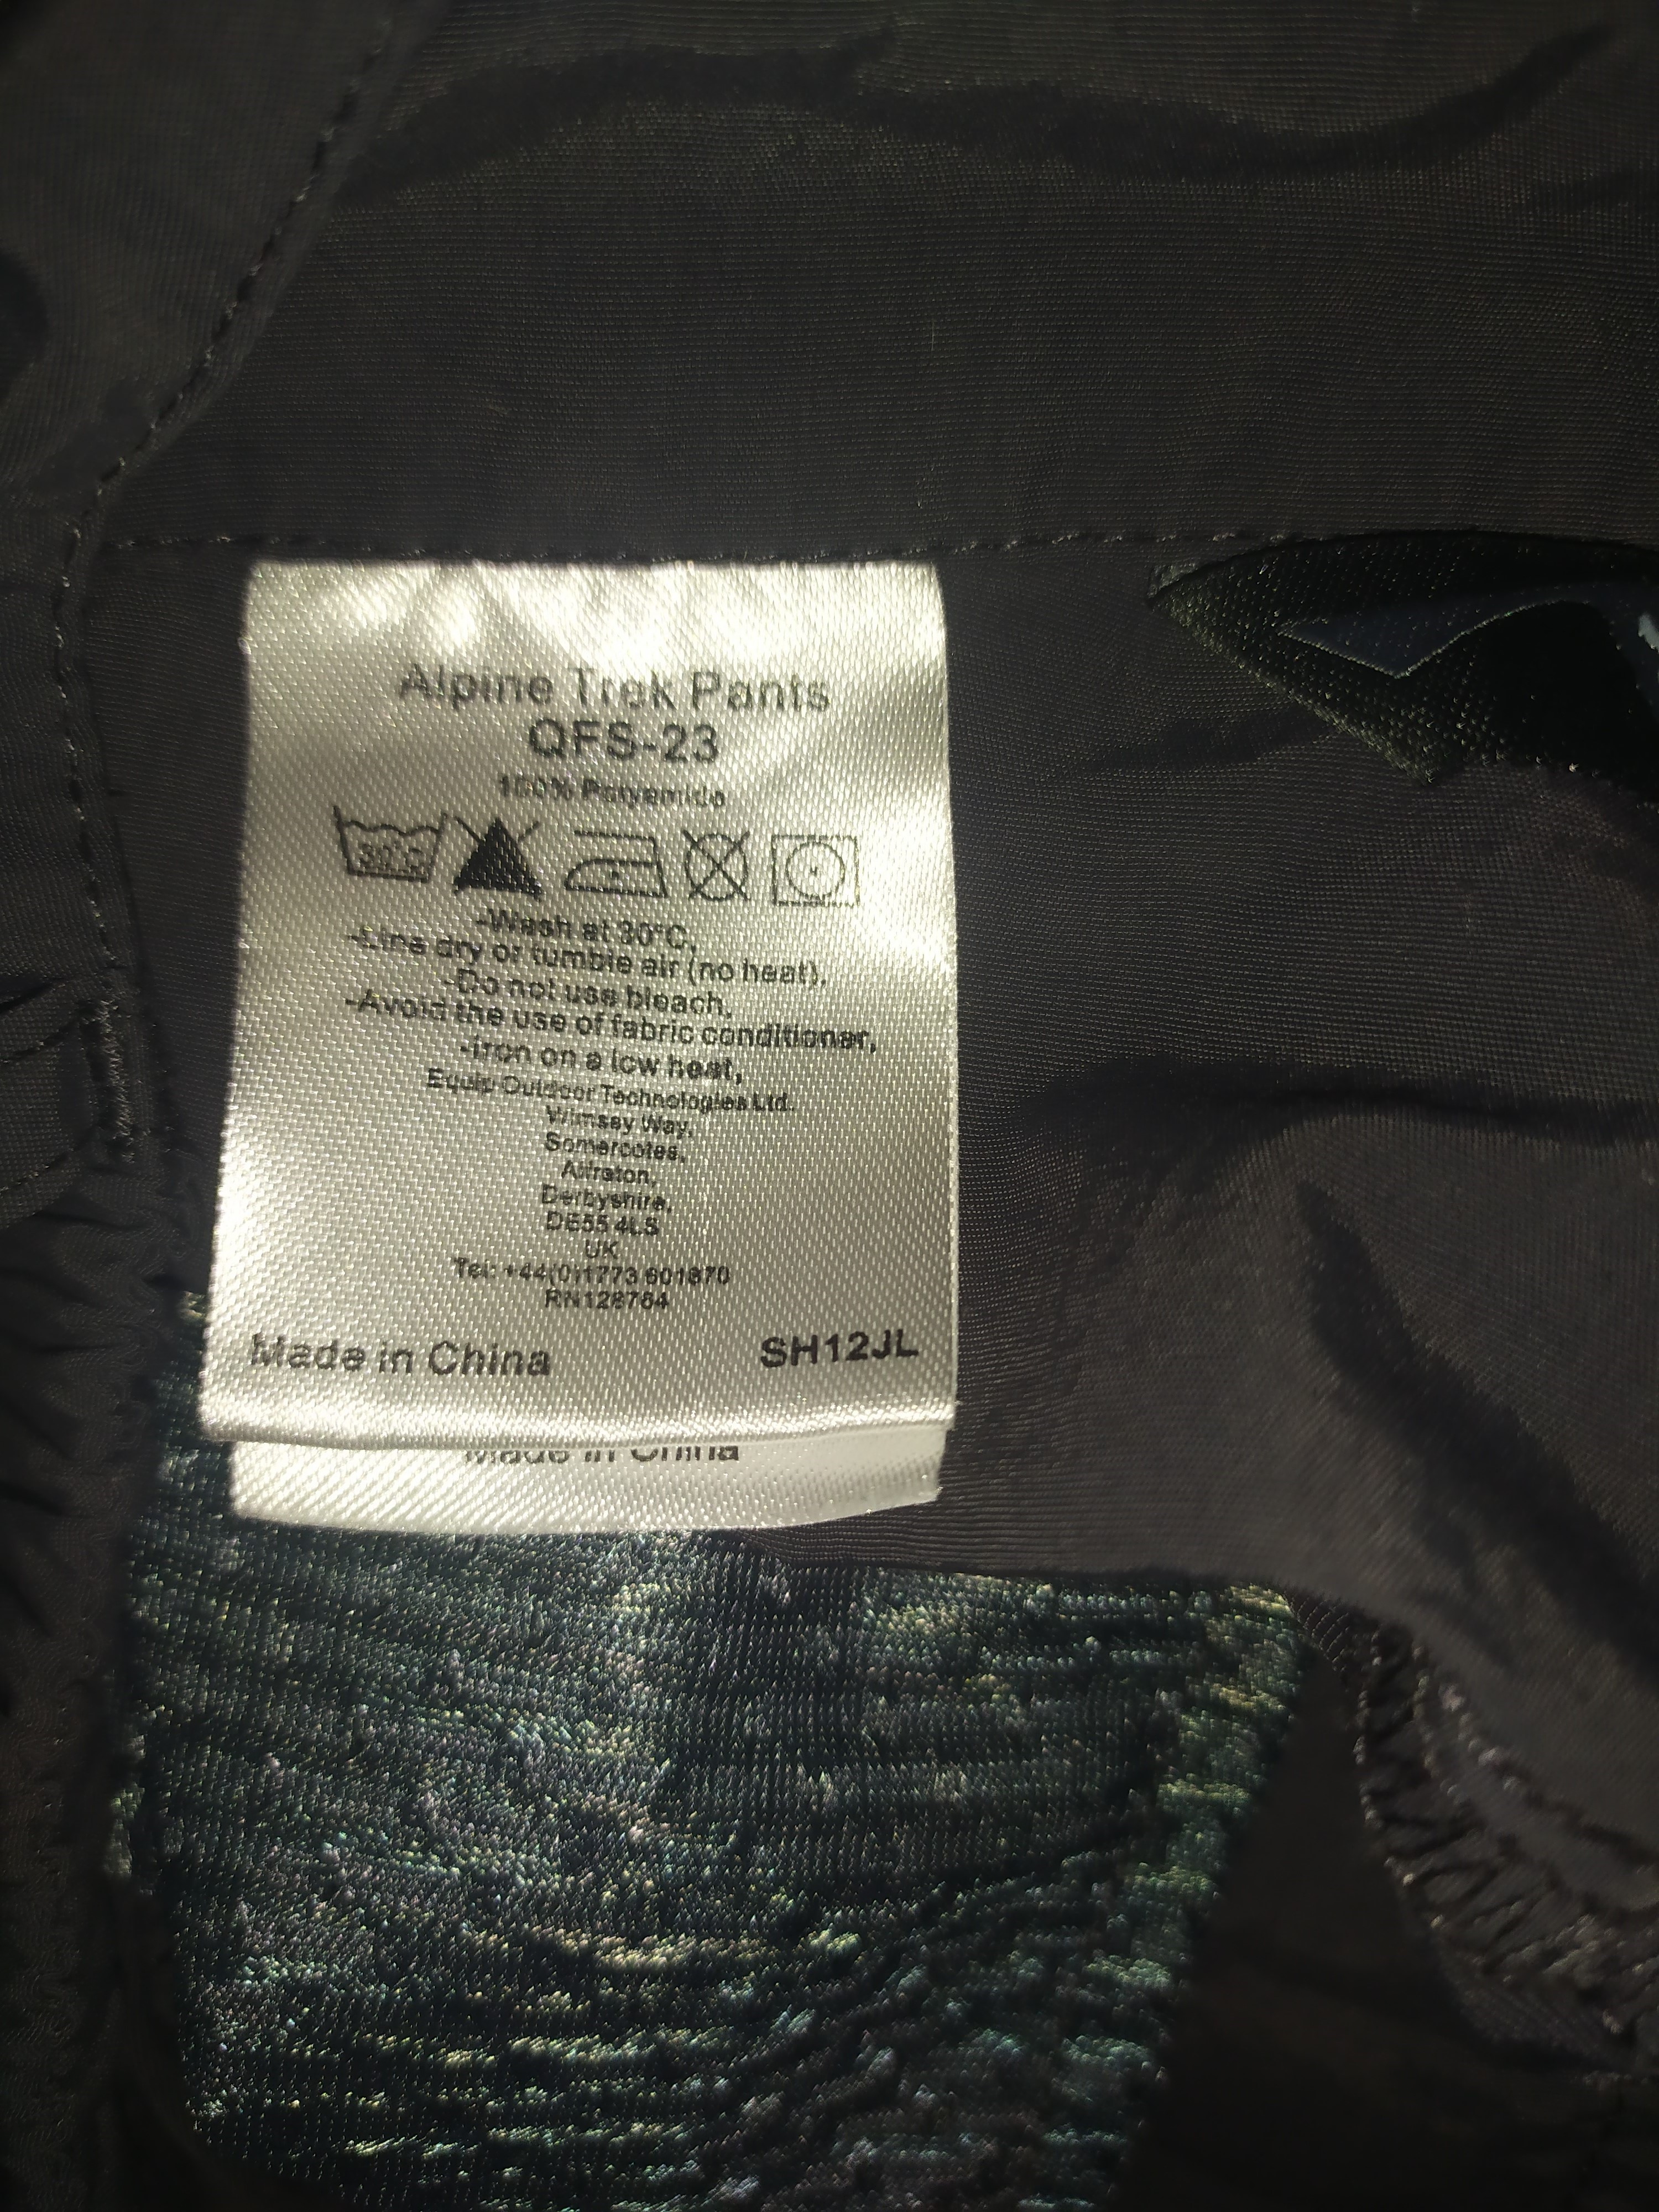 Alpine Trek Pants
QFS-23
100% Polyamide
30°C
-Wash at 30°C,
-Line dry or tumble air (no heat),
-Do not use bleach,
-Avoid the use of fabric conditioner,
-Iron on a low heat,
Equip Outdoor Technologies Ltd.
Wimsey Way,
Somercotes,
Alfreton,
Derbyshire,
DE55 4LS
UK
Tel: +44(0)1773 601870
RN128764
Made in China SH12JL
Made in China